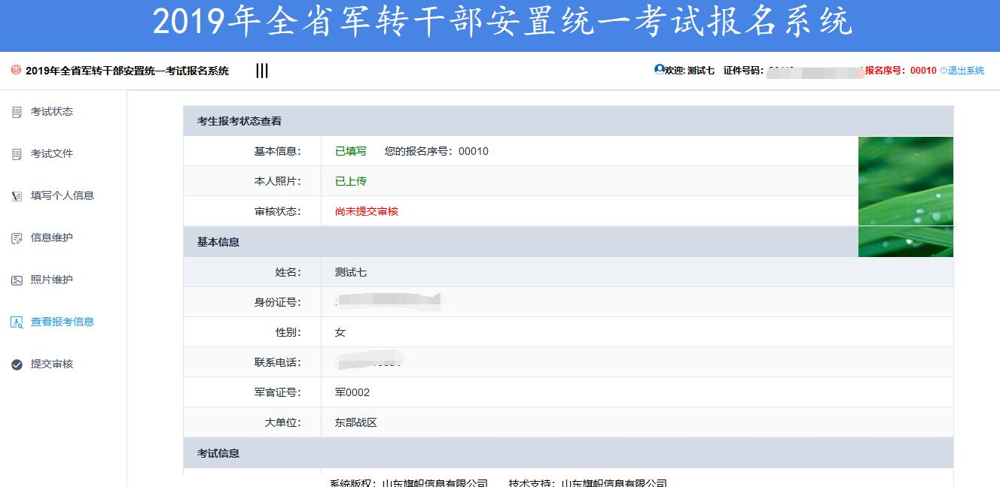 2019年全省军转干部安置统一考试报名系统
2019年全省军转干部安置统一考试报名系统
欢迎: 测试七 证件号码： 报名序号：00010 退出系统
考试状态
考试文件
填写个人信息
信息维护
照片维护
查看报考信息
提交审核
考生报考状态查看
基本信息： 已填写 您的报名序号：00010
本人照片： 已上传
审核状态： 尚未提交审核
基本信息
姓名： 测试七
身份证号：
性别： 女
联系电话：
军官证号： 军0002
大单位： 东部战区
考试信息
系统版权：山东旗帜信息有限公司 技术支持：山东旗帜信息有限公司